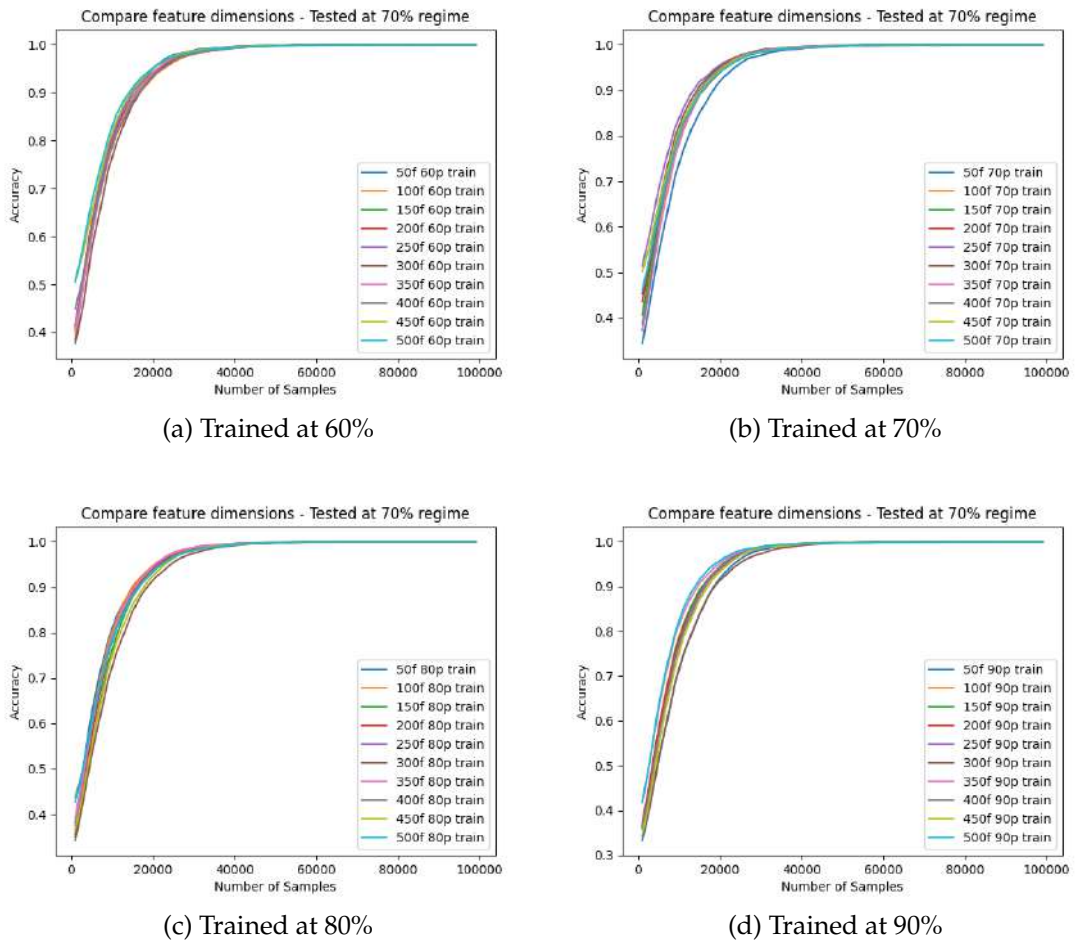 Compare feature dimensions - Tested at 70% regime
1.0
0.9
0.8
0.7
0.6
0.5
0.4
Accuracy
50f 60p train
100f 60p train
150f 60p train
200f 60p train
250f 60p train
300f 60p train
350f 60p train
400f 60p train
450f 60p train
500f 60p train
0 20000 40000 60000 80000 100000
Number of Samples
(a) Trained at 60%
Compare feature dimensions - Tested at 70% regime
1.0
0.9
0.8
0.7
0.6
0.5
0.4
Accuracy
50f 70p train
100f 70p train
150f 70p train
200f 70p train
250f 70p train
300f 70p train
350f 70p train
400f 70p train
450f 70p train
500f 70p train
0 20000 40000 60000 80000 100000
Number of Samples
(b) Trained at 70%
Compare feature dimensions - Tested at 70% regime
1.0
0.9
0.8
0.7
0.6
0.5
0.4
Accuracy
50f 80p train
100f 80p train
150f 80p train
200f 80p train
250f 80p train
300f 80p train
350f 80p train
400f 80p train
450f 80p train
500f 80p train
0 20000 40000 60000 80000 100000
Number of Samples
(c) Trained at 80%
Compare feature dimensions - Tested at 70% regime
1.0
0.9
0.8
0.7
0.6
0.5
0.4
0.3
Accuracy
50f 90p train
100f 90p train
150f 90p train
200f 90p train
250f 90p train
300f 90p train
350f 90p train
400f 90p train
450f 90p train
500f 90p train
0 20000 40000 60000 80000 100000
Number of Samples
(d) Trained at 90%